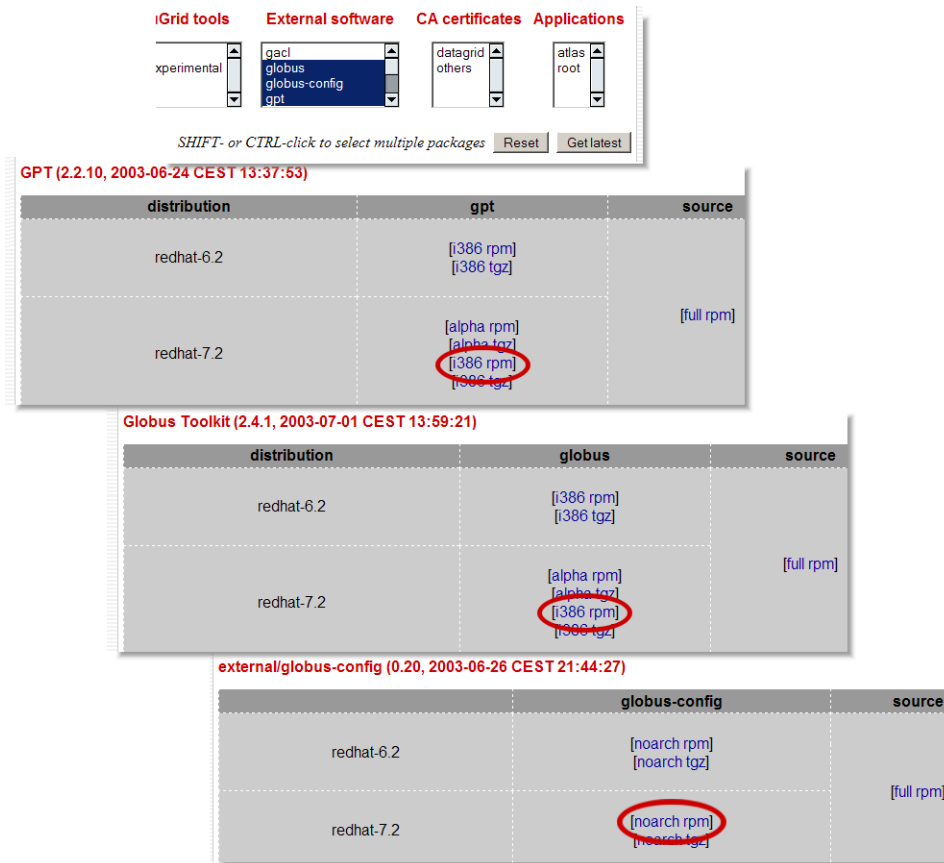 ıGrid tools External software CA certificates Applications
xperimental
gacl
globus
globus-config
gpt
datagrid
others
atlas
root
SHIFT- or CTRL-click to select multiple packages Reset Get latest
GPT (2.2.10, 2003-06-24 CEST 13:37:53)
distribution gpt source
redhat-6.2
[i386 rpm]
[i386 tgz]
[full rpm]
redhat-7.2
[alpha rpm]
[alpha tgz]
[i386 rpm]
[i386 tgz]
Globus Toolkit (2.4.1, 2003-07-01 CEST 13:59:21)
distribution globus source
redhat-6.2
[i386 rpm]
[i386 tgz]
[full rpm]
redhat-7.2
[alpha rpm]
[alpha tgz]
[i386 rpm]
[i386 tgz]
external/globus-config (0.20, 2003-06-26 CEST 21:44:27)
globus-config source
redhat-6.2
[noarch rpm]
[noarch tgz]
[full rpm]
redhat-7.2
[noarch rpm]
[noarch tgz]